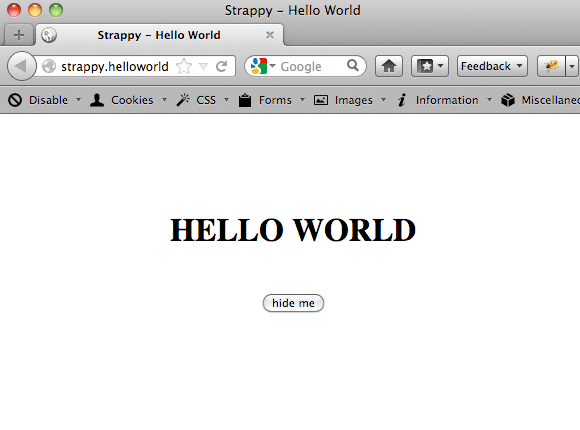 Strappy – Hello World
Strappy – Hello World
strappy.helloworld Google Feedback
Disable Cookies CSS Forms Images Information Miscellane
HELLO WORLD
hide me